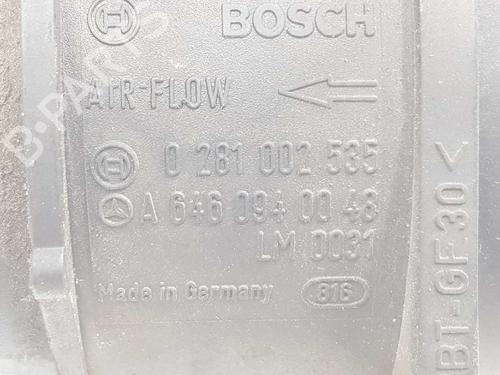 BOSCH
AIR FLOW
0 281 002 535
A 646 094 00 48
LM 0031
Made in Germany 816
BT-GF30<
B-PARTS